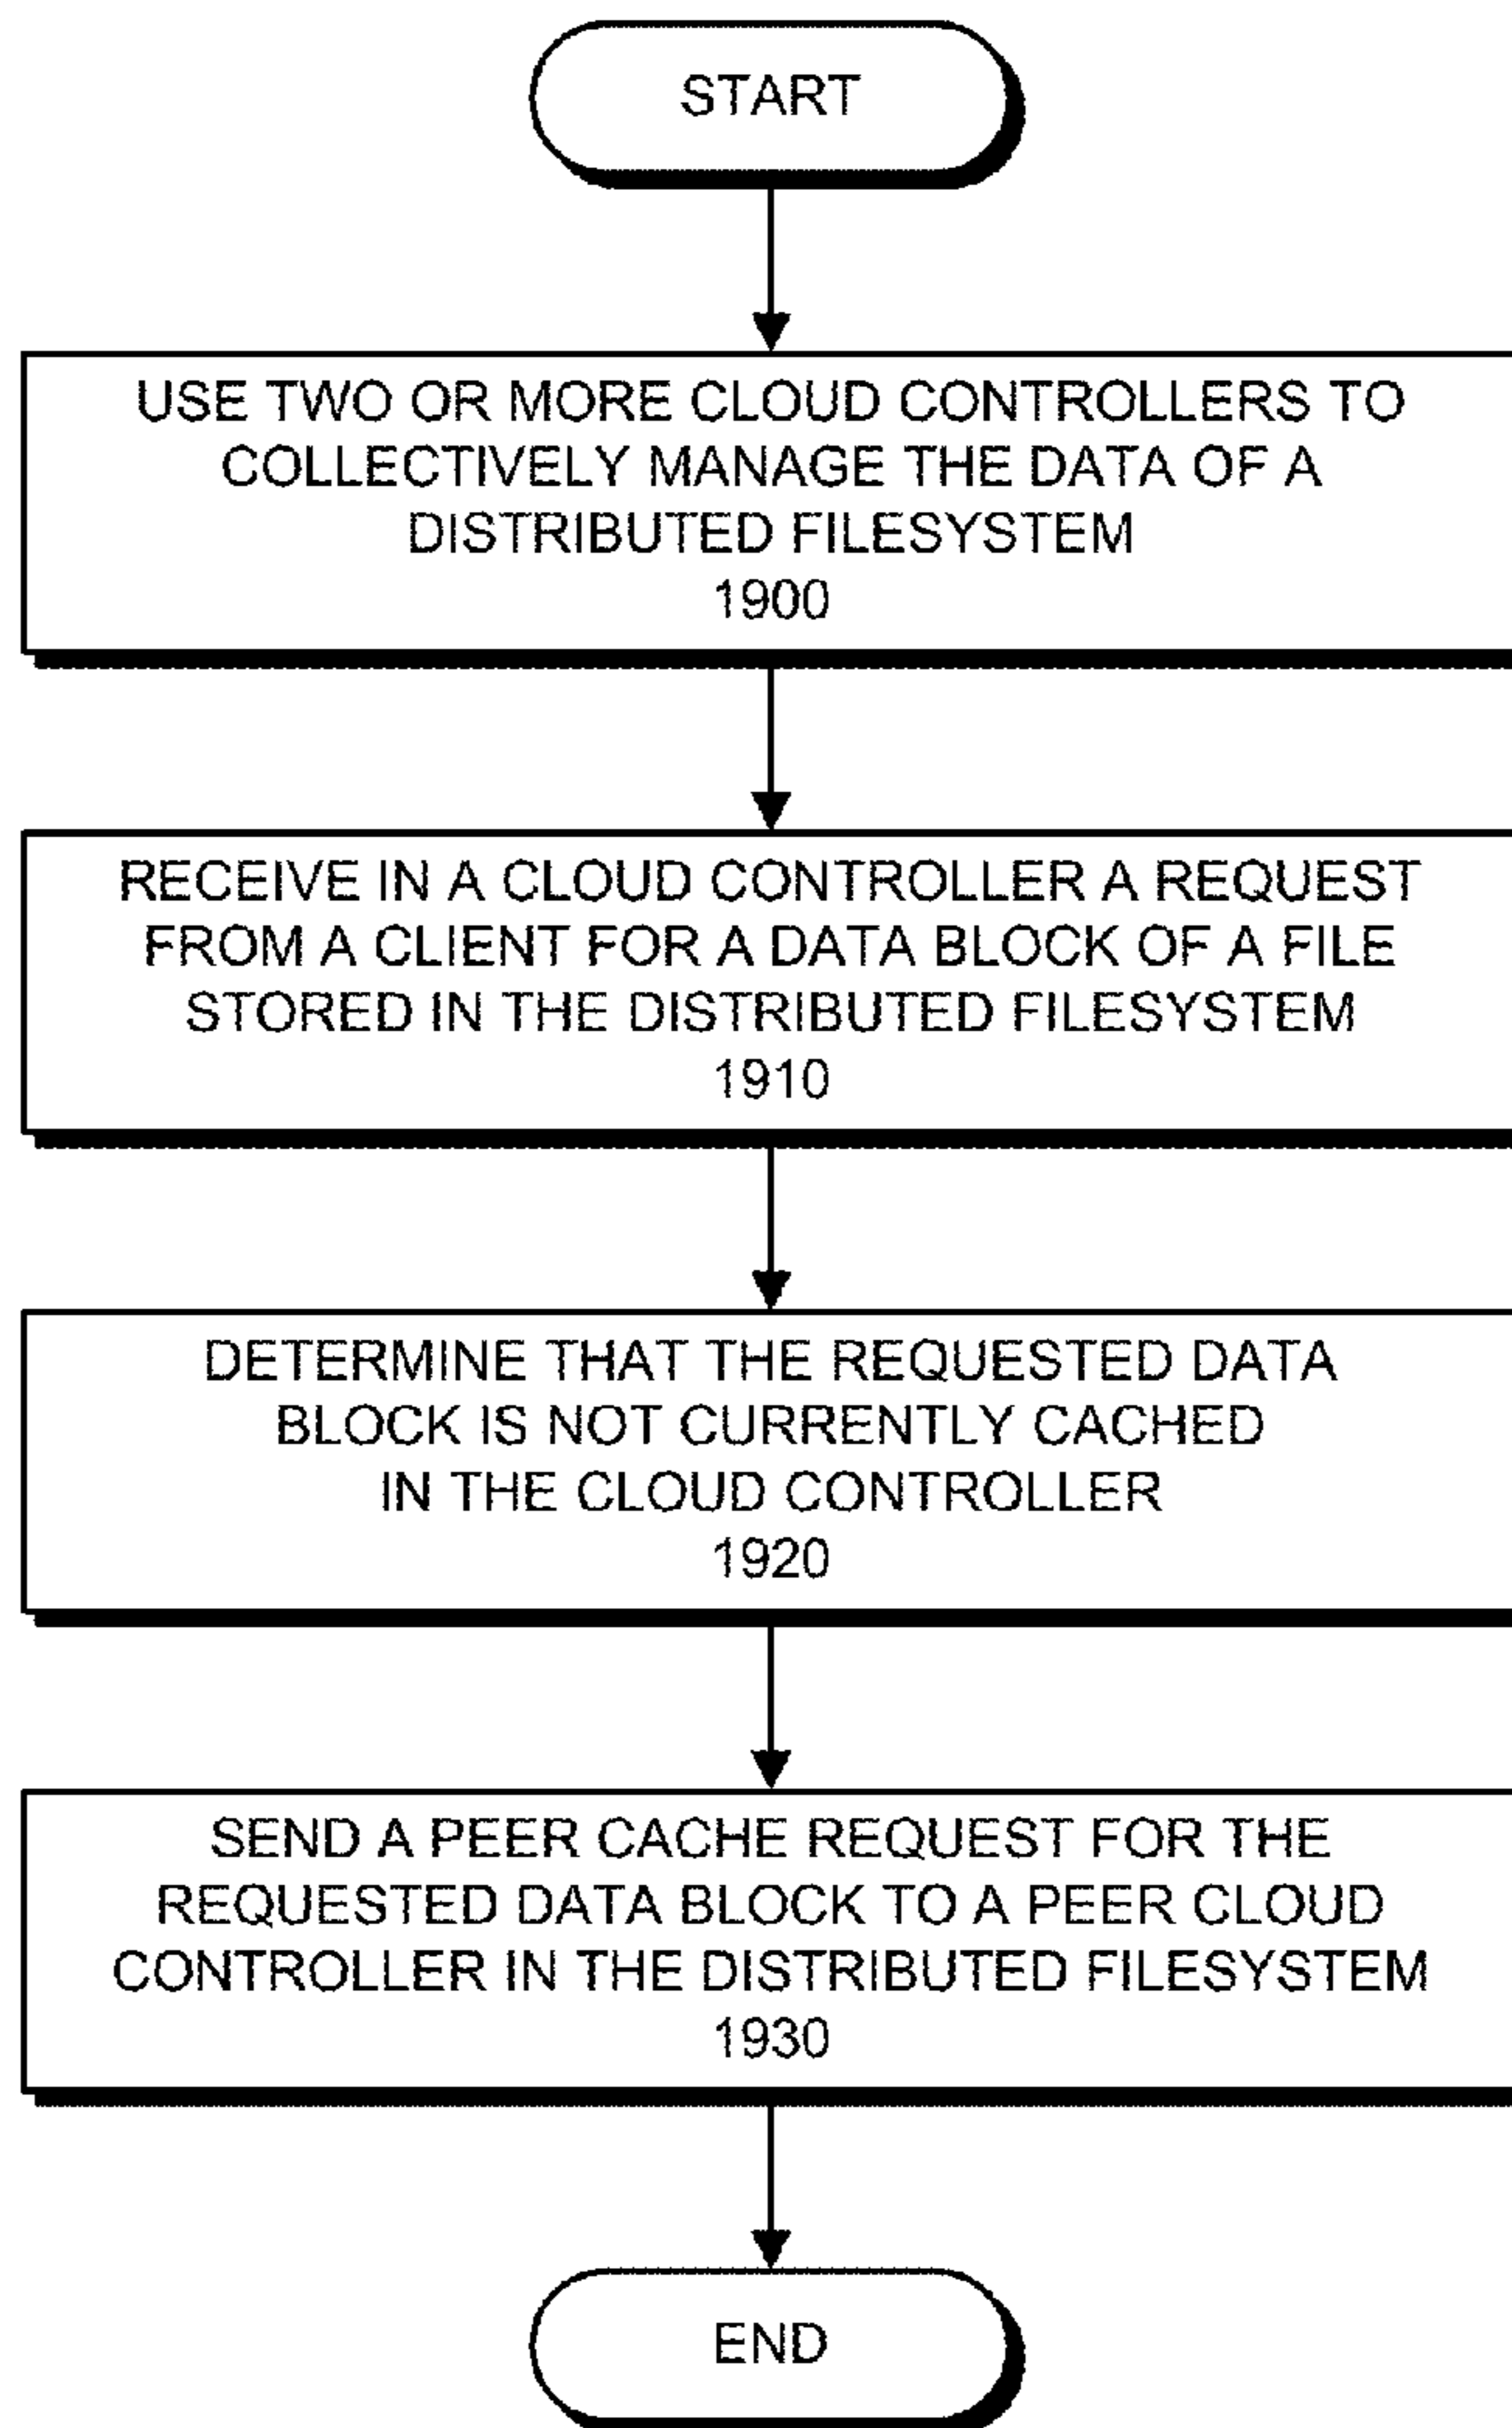 START
USE TWO OR MORE CLOUD CONTROLLERS TO
COLLECTIVELY MANAGE THE DATA OF A
DISTRIBUTED FILESYSTEM
1900
RECEIVE IN A CLOUD CONTROLLER A REQUEST
FROM A CLIENT FOR A DATA BLOCK OF A FILE
STORED IN THE DISTRIBUTED FILESYSTEM
1910
DETERMINE THAT THE REQUESTED DATA
BLOCK IS NOT CURRENTLY CACHED
IN THE CLOUD CONTROLLER
1920
SEND A PEER CACHE REQUEST FOR THE
REQUESTED DATA BLOCK TO A PEER CLOUD
CONTROLLER IN THE DISTRIBUTED FILESYSTEM
1930
END